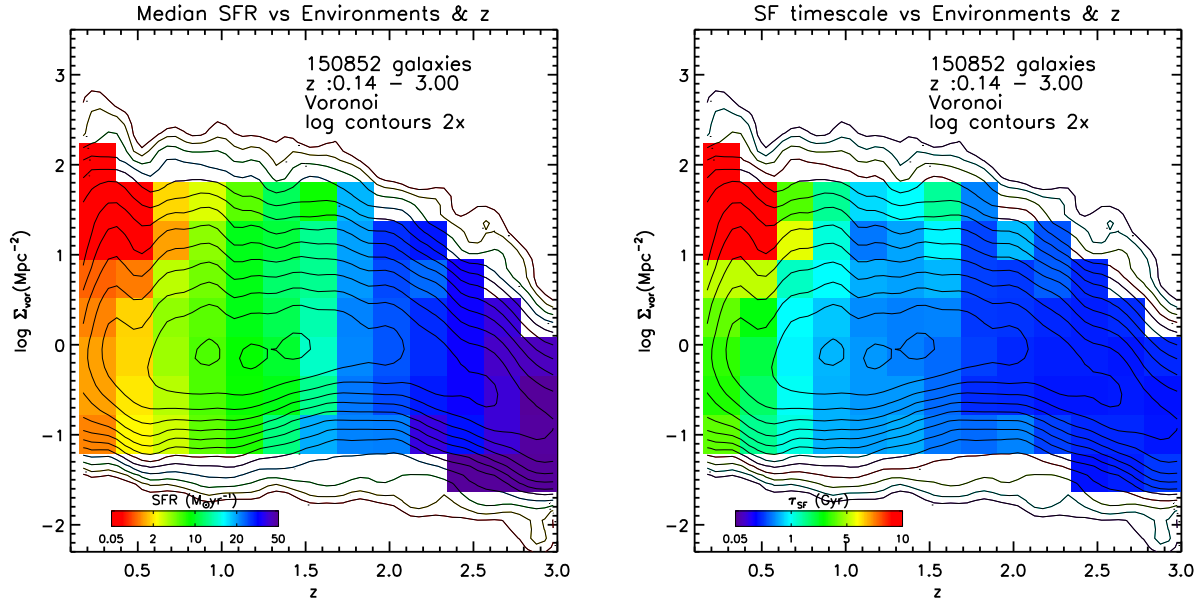 Median SFR vs Environments & z
150852 galaxies
z :0.14 − 3.00
Voronoi
log contours 2x
log Σvor(Mpc−2)
3
2
1
0
−1
−2
SFR (M⊙yr−1)
0.05 2 10 20 50
0.5 1.0 1.5 2.0 2.5 3.0
z
SF timescale vs Environments & z
150852 galaxies
z :0.14 − 3.00
Voronoi
log contours 2x
log Σvor(Mpc−2)
3
2
1
0
−1
−2
τSF (Gyr)
0.05 1 5 10
0.5 1.0 1.5 2.0 2.5 3.0
z